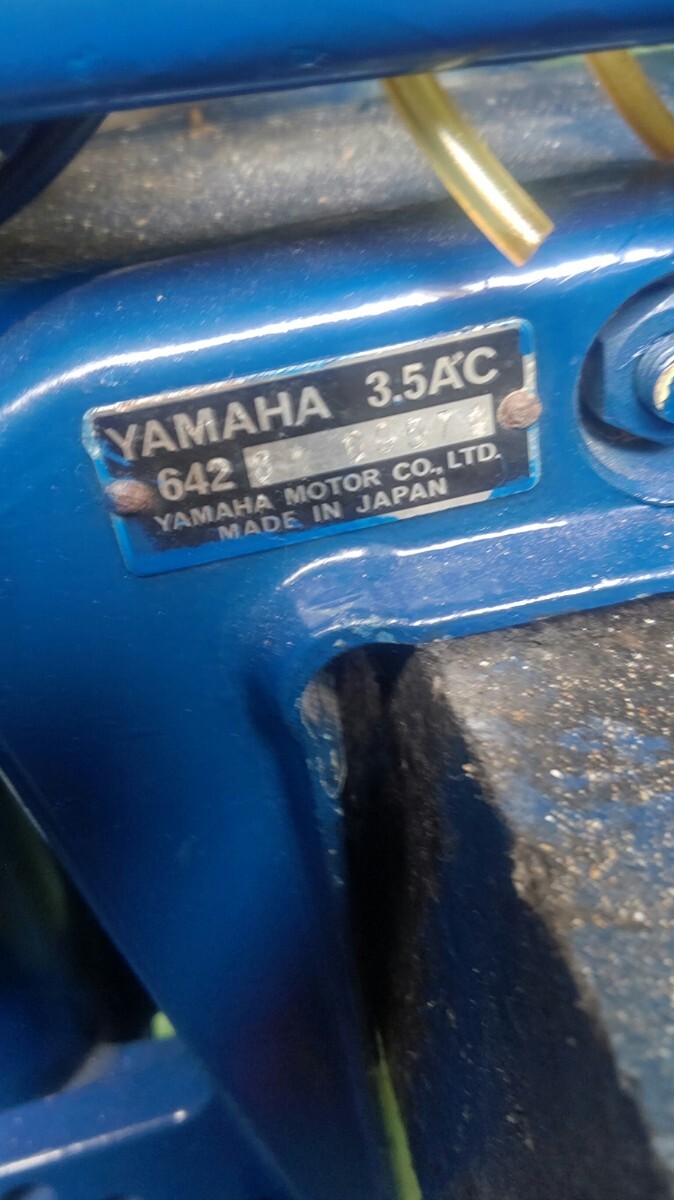 YAMAHA 3.5AC
642
YAMAHA MOTOR CO., LTD.
MADE IN JAPAN